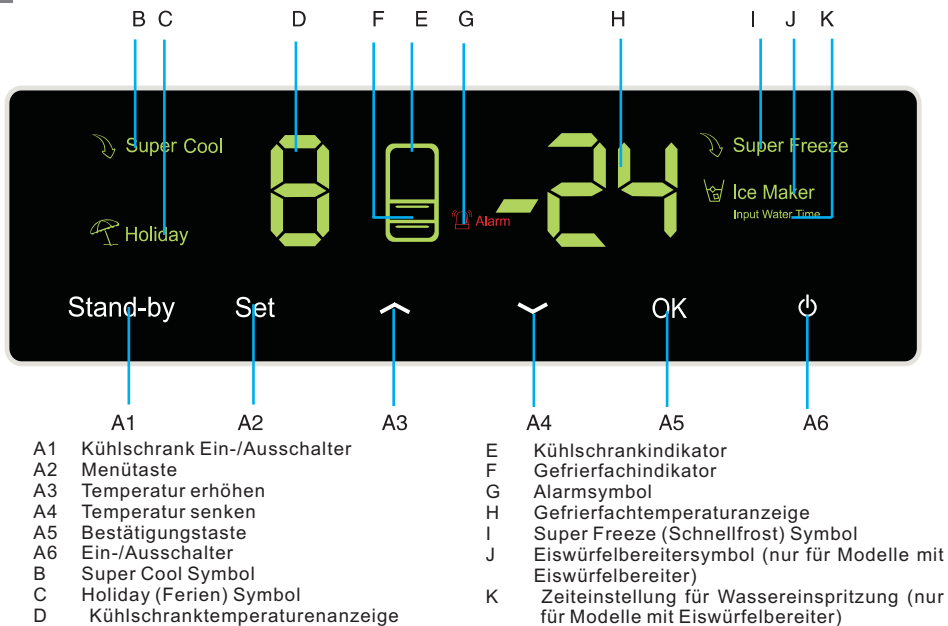 B C D F E G H I J K
Super Cool
8
-24
Super Freeze
Ice Maker
Input Water Time
Alarm
Holiday
Stand-by Set OK
A1 A2 A3 A4 A5 A6
A1 Kühlschrank Ein-/Ausschalter
A2 Menütaste
A3 Temperatur erhöhen
A4 Temperatur senken
A5 Bestätigungstaste
A6 Ein-/Ausschalter
B Super Cool Symbol
C Holiday (Ferien) Symbol
D Kühlschranktemperaturenanzeige
E Kühlschrankindikator
F Gefrierfachindikator
G Alarmsymbol
H Gefrierfachtemperaturanzeige
I Super Freeze (Schnellfrost) Symbol
J Eiswürfelbereitersymbol (nur für Modelle mit
Eiswürfelbereiter)
K Zeiteinstellung für Wassereinspritzung (nur
für Modelle mit Eiswürfelbereiter)